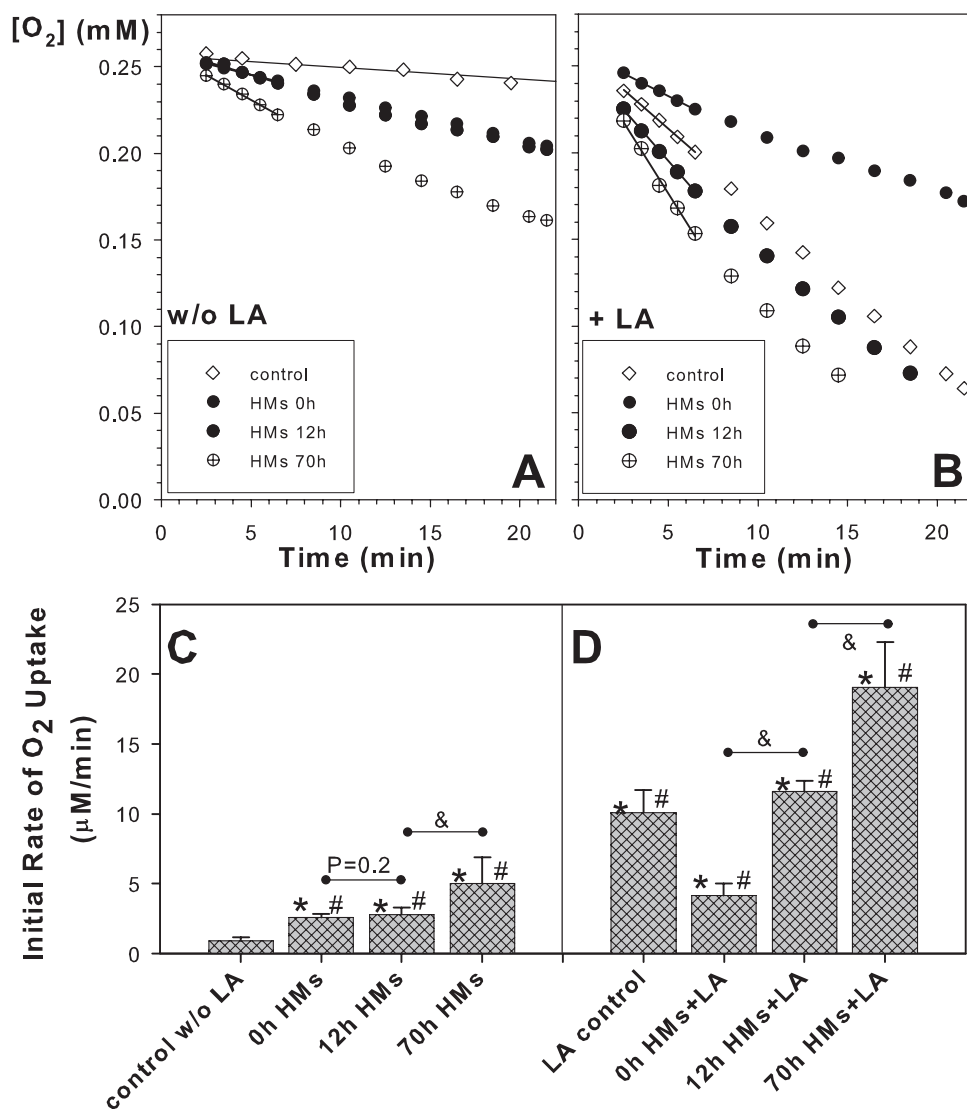 [O2] (mM)
0.25
0.20
0.15
0.10
0.05
0.00
w/o LA
control
HMs 0h
HMs 12h
HMs 70h
A
0
5
10
15
20
Time (min)
+ LA
control
HMs 0h
HMs 12h
HMs 70h
B
0
5
10
15
20
Time (min)
Initial Rate of O2 Uptake
(μM/min)
25
20
15
10
5
0
C
P=0.2
&
* #
* #
* #
control w/o LA
0h HMs
12h HMs
70h HMs
D
&
&
* #
* #
* #
* #
LA control
0h HMs+LA
12h HMs+LA
70h HMs+LA